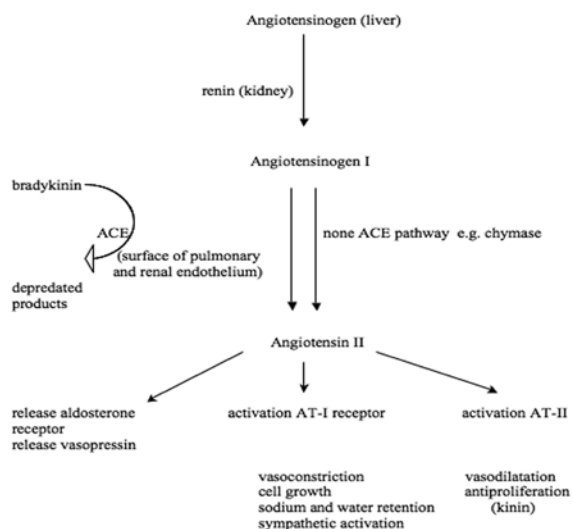 Angiotensinogen (liver)
renin (kidney)
Angiotensinogen I
bradykinin
ACE
(surface of pulmonary
and renal endothelium)
none ACE pathway e.g. chymase
depredated
products
Angiotensin II
release aldosterone
receptor
release vasopressin
activation AT-I receptor
activation AT-II
vasoconstriction
cell growth
sodium and water retention
sympathetic activation
vasodilatation
antiproliferation
(kinin)